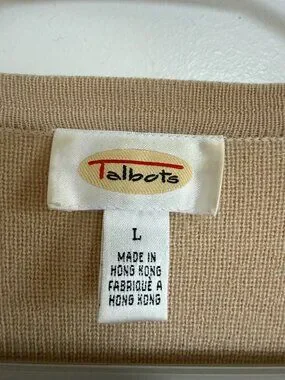 Talbots
L
MADE IN
HONG KONG
FABRIQUÉ A
HONG KONG